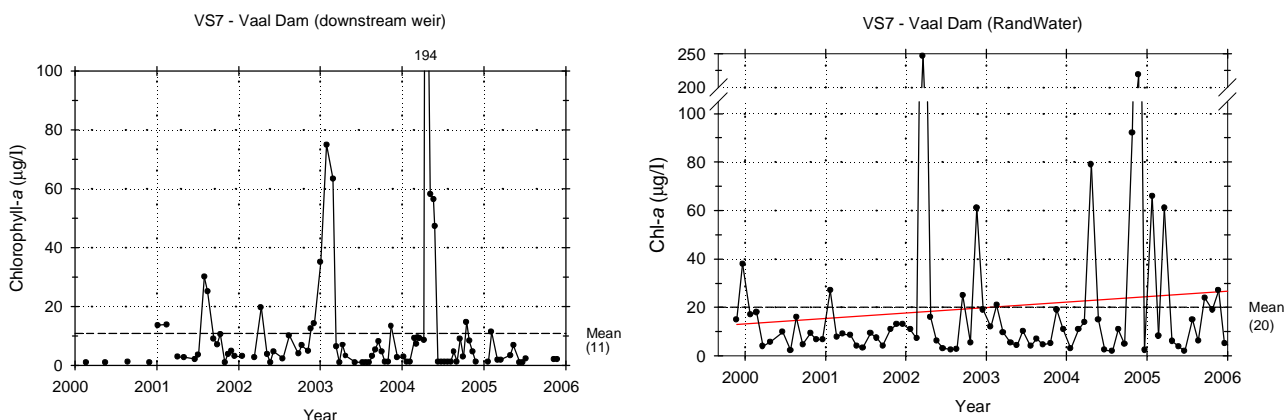 VS7 - Vaal Dam (downstream weir)
194
100
80
60
40
20
0
Chlorophyll-a (µg/l)
Mean
(11)
2000 2001 2002 2003 2004 2005 2006
Year
VS7 - Vaal Dam (RandWater)
250
200
100
80
60
40
20
0
Chl-a (µg/l)
Mean
(20)
2000 2001 2002 2003 2004 2005 2006
Year